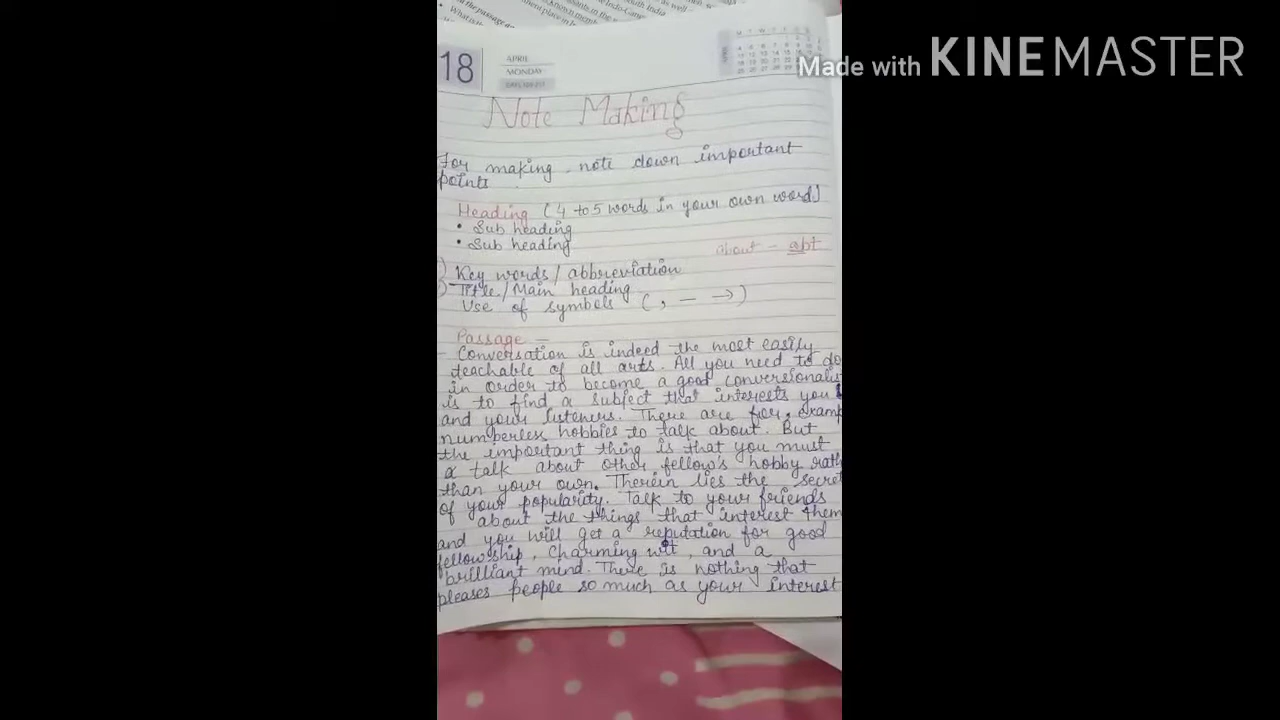 Made with KINEMASTER
18
APRIL
MONDAY
Note Making
For making note down important
points
Heading (4 to 5 words in your own word)
• Sub heading
• Sub heading
about - abt
Key words / abbreviation
Title / Main heading
Use of symbols ( , — →)
Passage —
Conversation is indeed the most easify
teachable of all arts. All you need to do
in order to become a good conversionalis
is to find a subject that interests you
and your listeners. There are for, examp
numberless hobbies to talk about. But
the important thing is that you must
a talk about other fellow's hobby rath
than your own. Therein lies the secret
of your popularity. Talk to your friends
about the things that interest them
and you will get a reputation for good
fellowship, charming wit, and a
brilliant mind. There is nothing that
pleases people so much as your interest